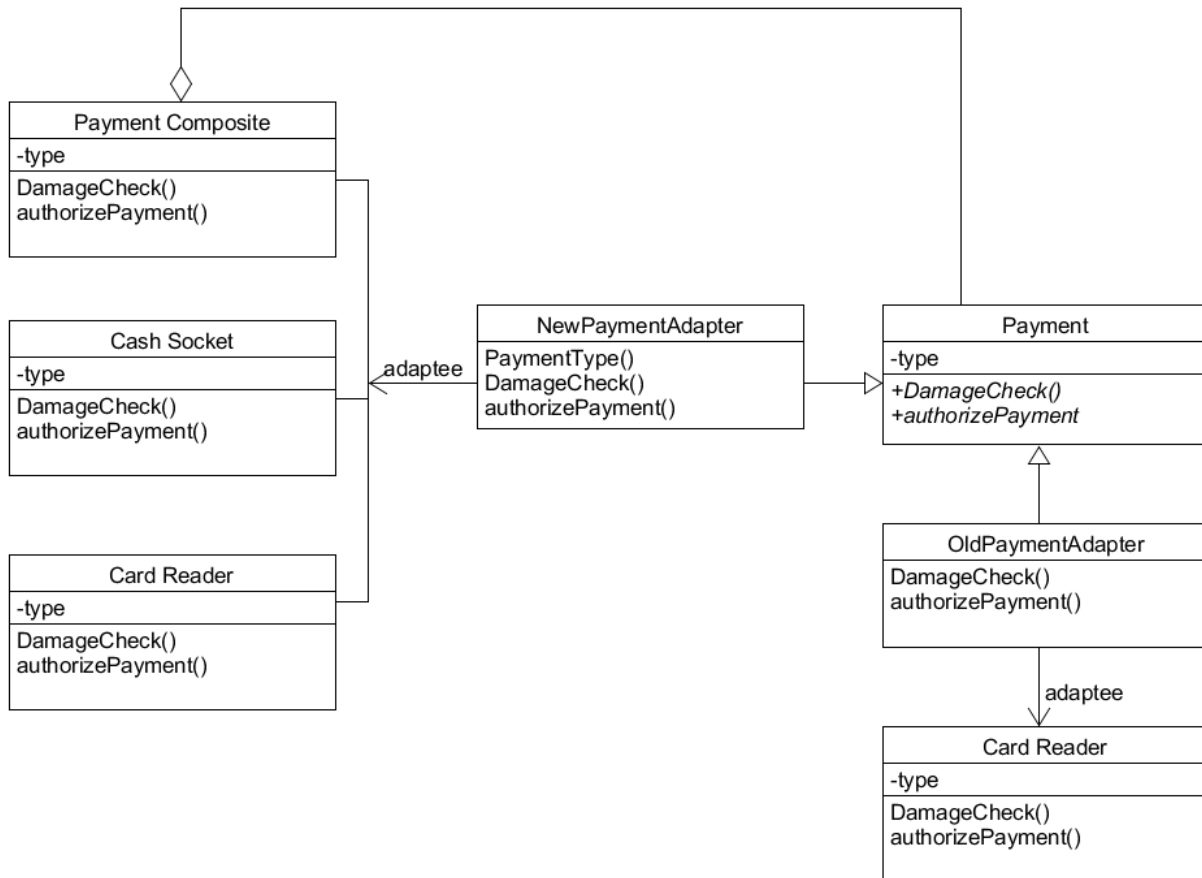 Payment Composite
-type
DamageCheck()
authorizePayment()
Cash Socket
-type
DamageCheck()
authorizePayment()
Card Reader
-type
DamageCheck()
authorizePayment()
adaptee
NewPaymentAdapter
PaymentType()
DamageCheck()
authorizePayment()
Payment
-type
+DamageCheck()
+authorizePayment
OldPaymentAdapter
DamageCheck()
authorizePayment()
adaptee
Card Reader
-type
DamageCheck()
authorizePayment()